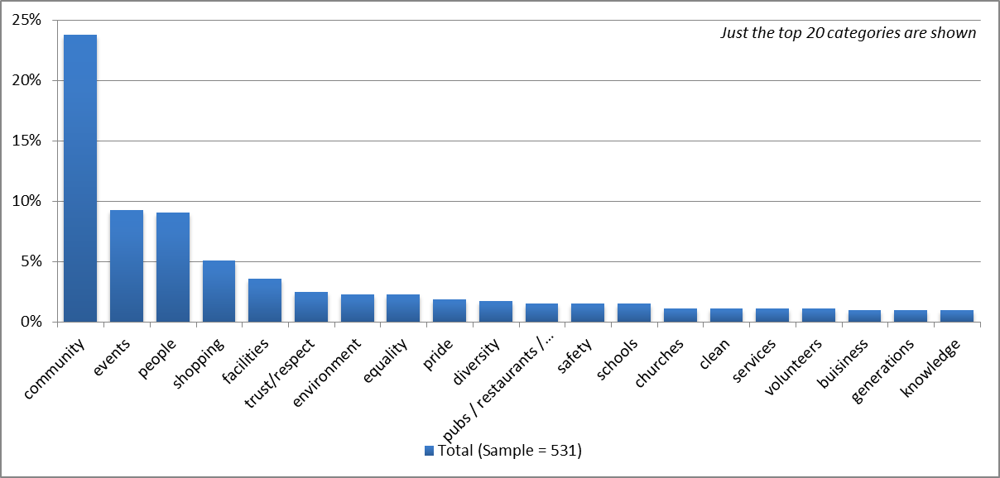 25%
Just the top 20 categories are shown
20%
15%
10%
5%
0%
community
events
people
shopping
facilities
trust/respect
environment
equality
pride
diversity
pubs / restaurants /...
safety
schools
churches
clean
services
volunteers
buisiness
generations
knowledge
Total (Sample = 531)